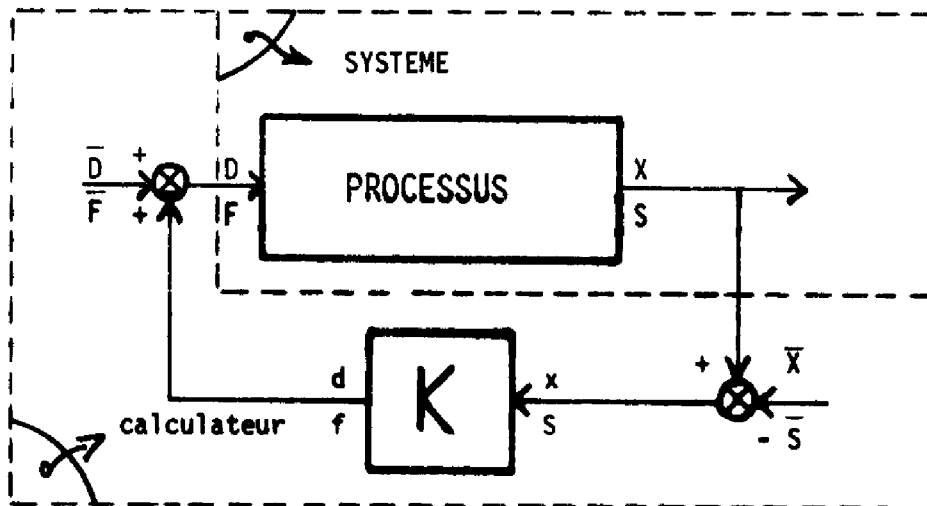 SYSTEME
D̅ +
F̅ +
D
F
PROCESSUS
X
S
d
f
K
x
S
+ X̅
- S̅
calculateur